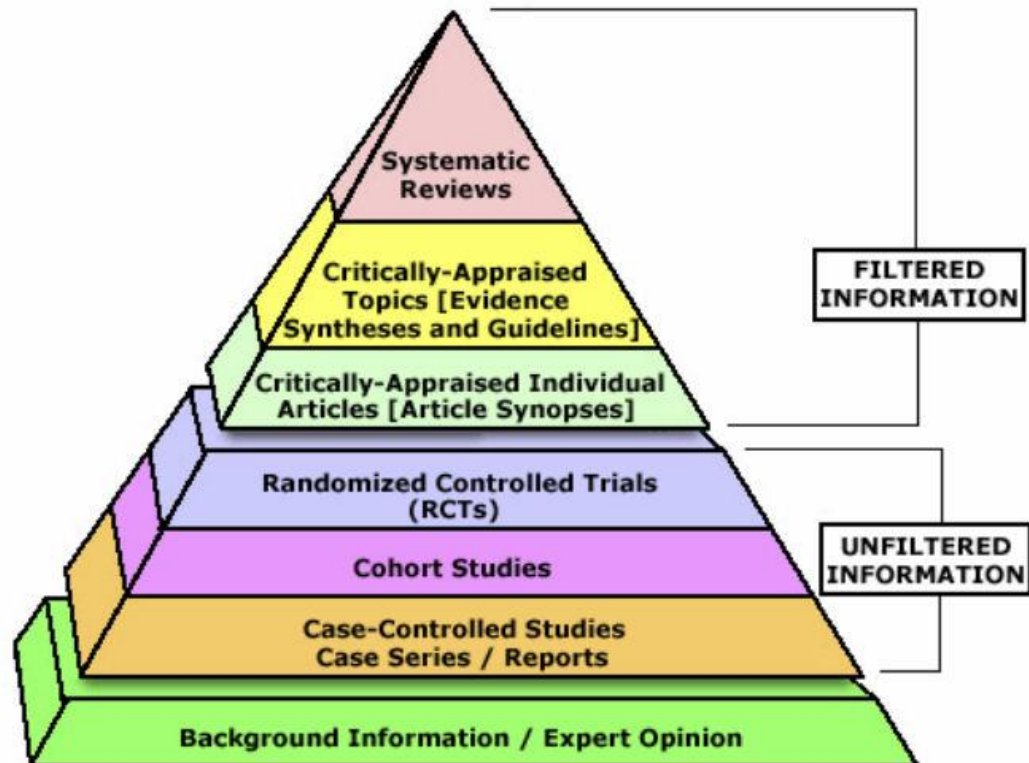 Systematic
Reviews
Critically-Appraised
Topics [Evidence
Syntheses and Guidelines]
FILTERED
INFORMATION
Critically-Appraised Individual
Articles [Article Synopses]
Randomized Controlled Trials
(RCTs)
UNFILTERED
INFORMATION
Cohort Studies
Case-Controlled Studies
Case Series / Reports
Background Information / Expert Opinion